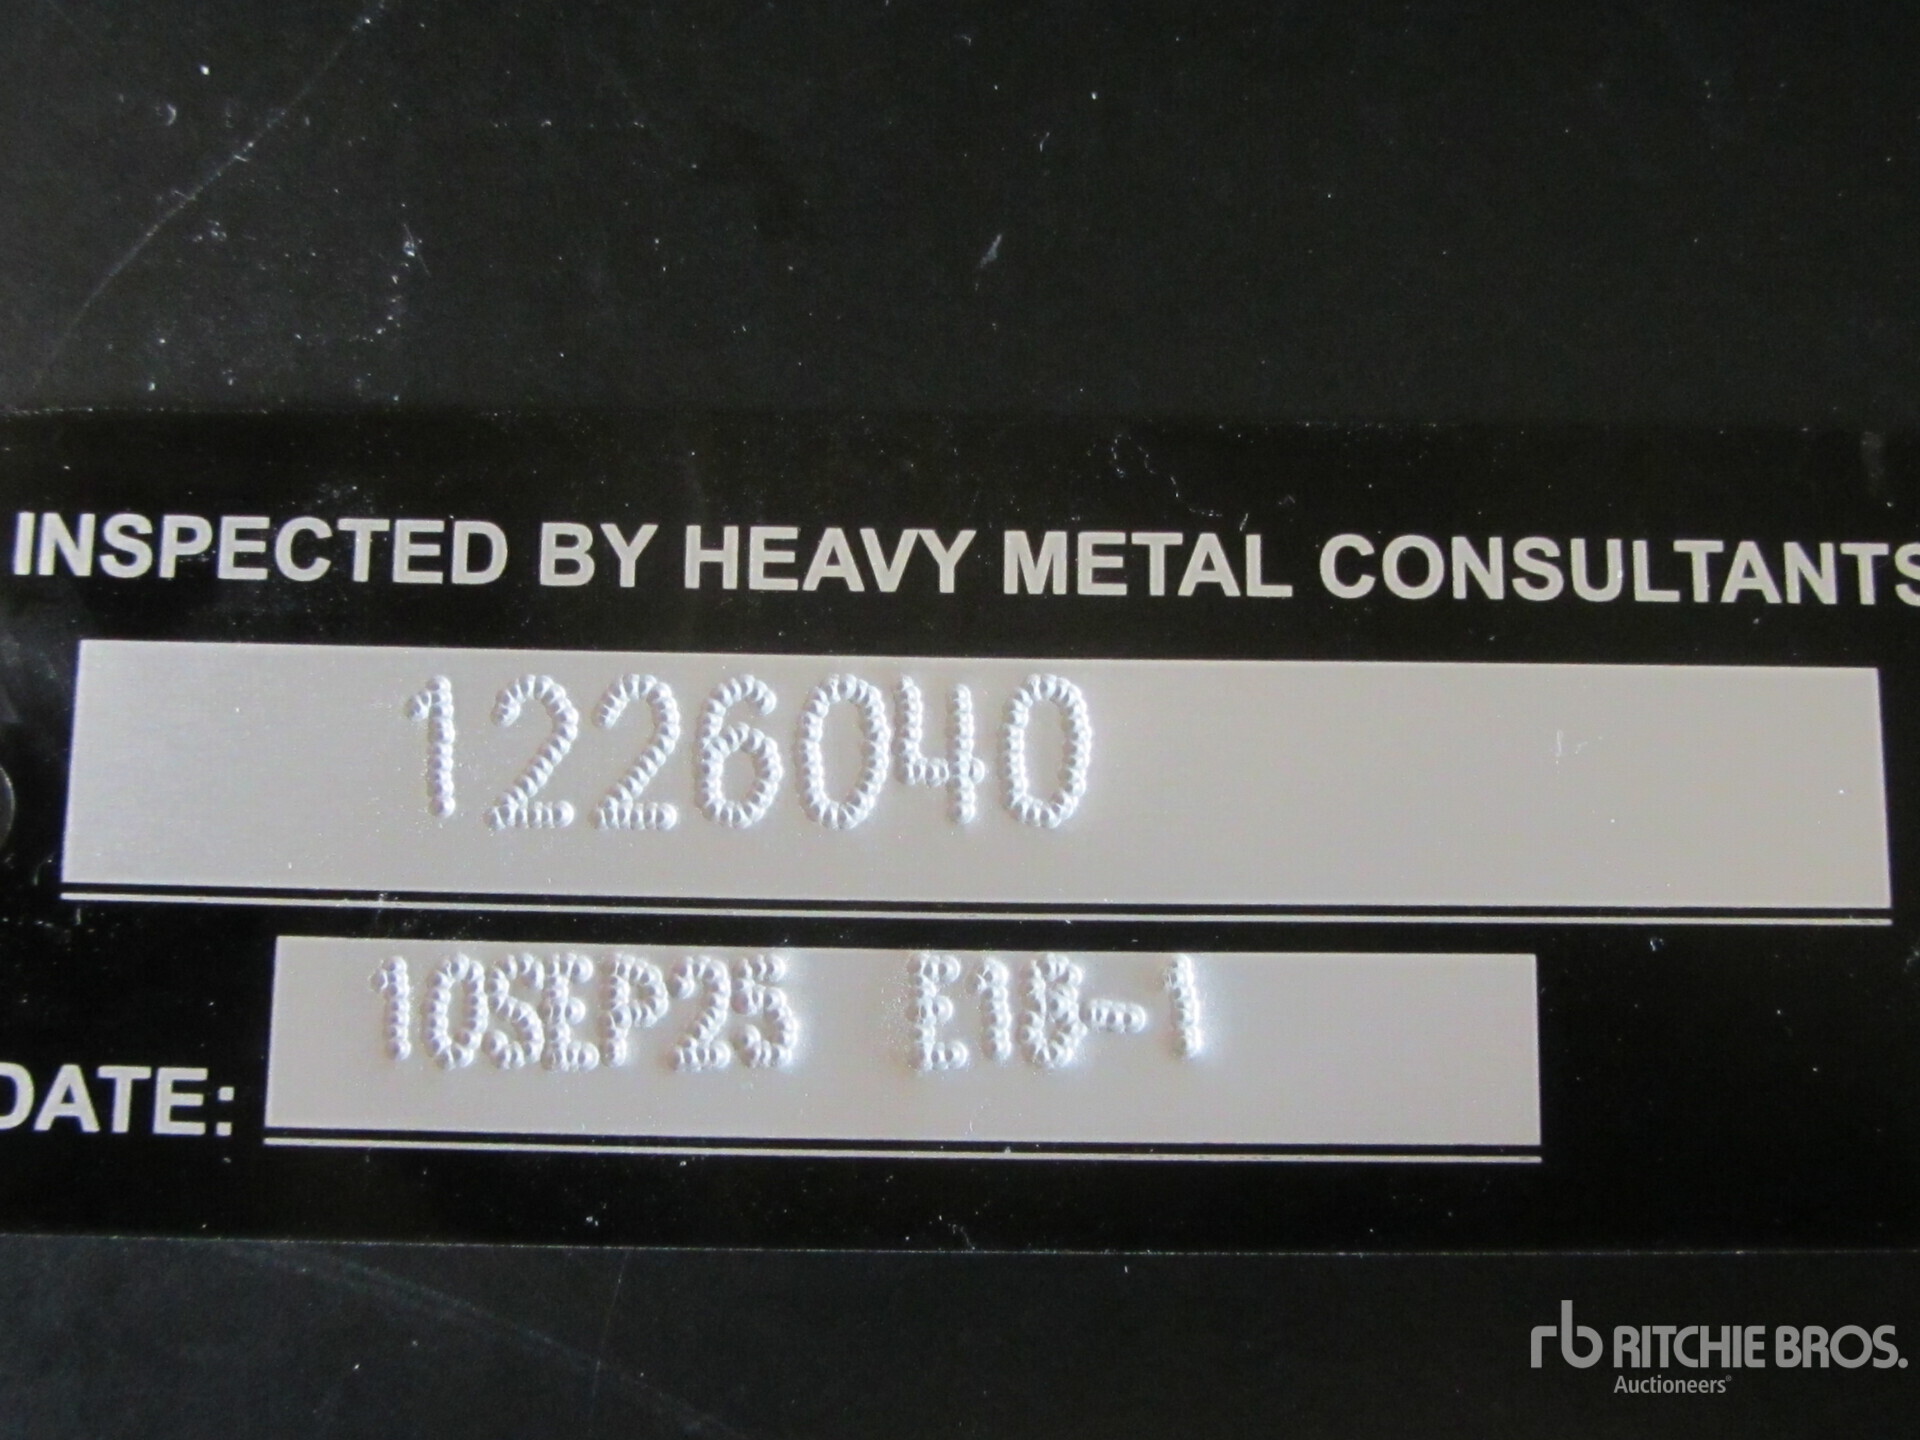 INSPECTED BY HEAVY METAL CONSULTANTS
1226040
DATE: 10SEP25 E18-1
rb RITCHIE BROS.
Auctioneers